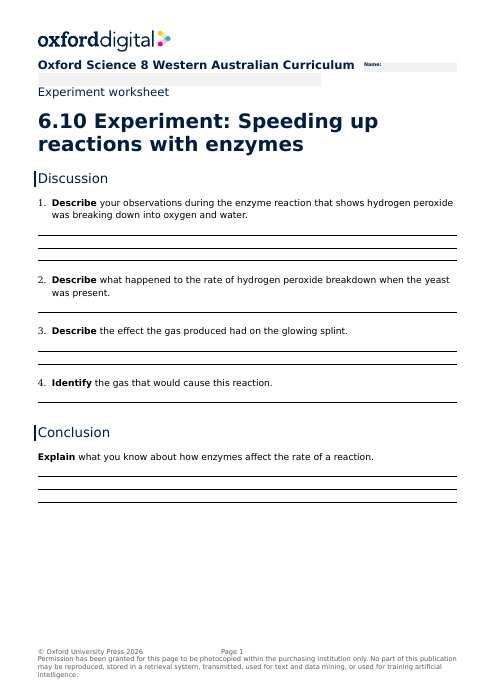 oxforddigital
Oxford Science 8 Western Australian Curriculum Name:
Experiment worksheet
6.10 Experiment: Speeding up
reactions with enzymes
Discussion
1. Describe your observations during the enzyme reaction that shows hydrogen peroxide
was breaking down into oxygen and water.
2. Describe what happened to the rate of hydrogen peroxide breakdown when the yeast
was present.
3. Describe the effect the gas produced had on the glowing splint.
4. Identify the gas that would cause this reaction.
Conclusion
Explain what you know about how enzymes affect the rate of a reaction.
© Oxford University Press 2026 Page 1
Permission has been granted for this page to be photocopied within the purchasing institution only. No part of this publication
may be reproduced, stored in a retrieval system, transmitted, used for text and data mining, or used for training artificial
intelligence.